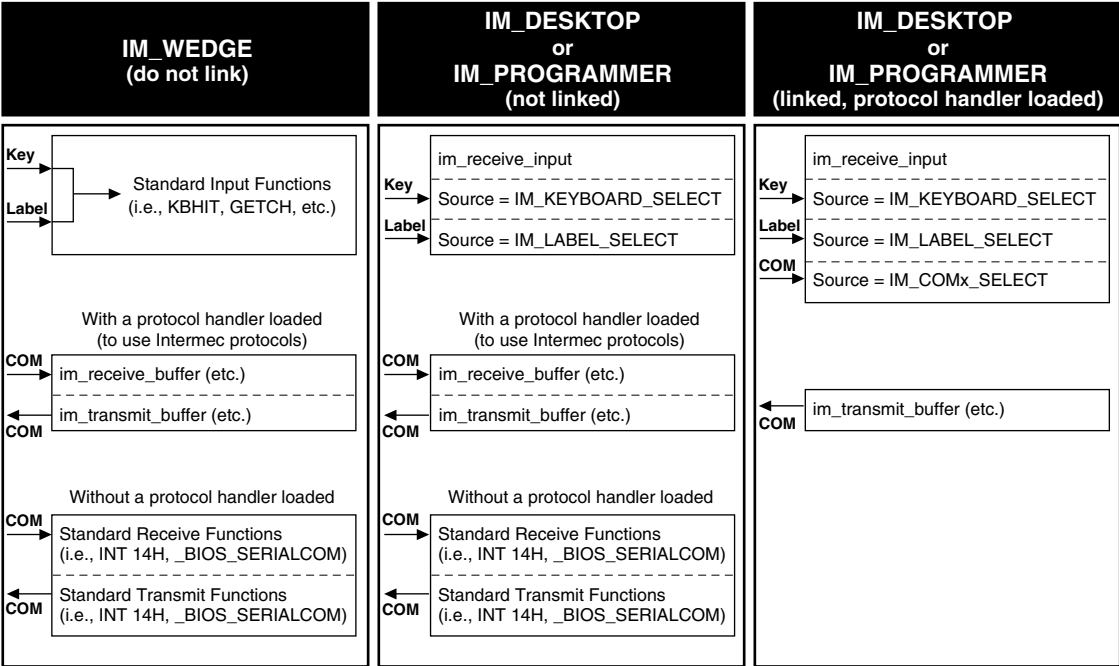 IM_WEDGE
(do not link)
Key
Label
Standard Input Functions
(i.e., KBHIT, GETCH, etc.)
With a protocol handler loaded
(to use Intermec protocols)
COM
im_receive_buffer (etc.)
im_transmit_buffer (etc.)
COM
Without a protocol handler loaded
COM
Standard Receive Functions
(i.e., INT 14H, _BIOS_SERIALCOM)
Standard Transmit Functions
(i.e., INT 14H, _BIOS_SERIALCOM)
COM
IM_DESKTOP
or
IM_PROGRAMMER
(not linked)
im_receive_input
Key
Source = IM_KEYBOARD_SELECT
Label
Source = IM_LABEL_SELECT
With a protocol handler loaded
(to use Intermec protocols)
COM
im_receive_buffer (etc.)
im_transmit_buffer (etc.)
COM
Without a protocol handler loaded
COM
Standard Receive Functions
(i.e., INT 14H, _BIOS_SERIALCOM)
Standard Transmit Functions
(i.e., INT 14H, _BIOS_SERIALCOM)
COM
IM_DESKTOP
or
IM_PROGRAMMER
(linked, protocol handler loaded)
im_receive_input
Key
Source = IM_KEYBOARD_SELECT
Label
Source = IM_LABEL_SELECT
COM
Source = IM_COMx_SELECT
im_transmit_buffer (etc.)
COM